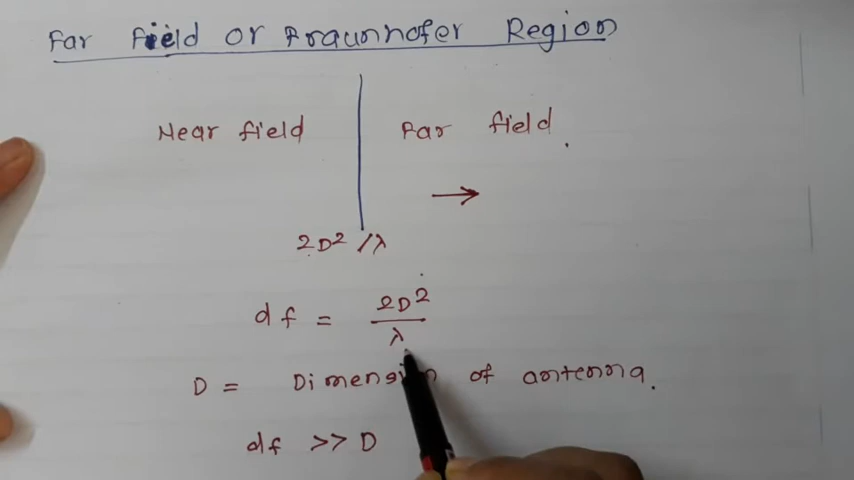 Far Field or Fraunhofer Region
Near field Far field.
→
2D² /λ
df = 2D²
λ
D = Dimension of antenna.
df >> D